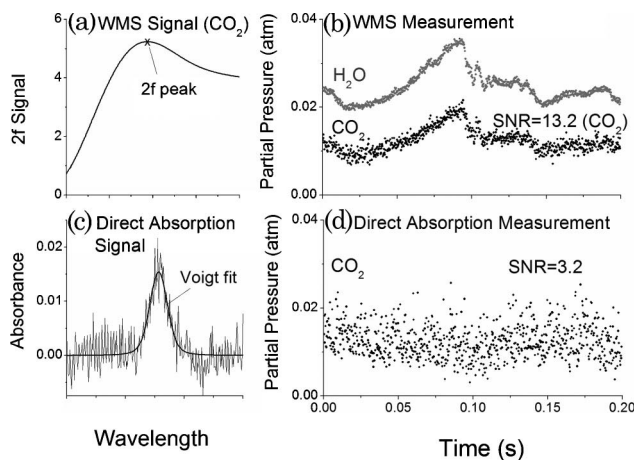 (a) WMS Signal (CO₂)
2f peak
2f Signal
6
4
2
0
(b) WMS Measurement
H₂O
CO₂
SNR=13.2 (CO₂)
Partial Pressure (atm)
0.04
0.02
0.00
(c) Direct Absorption
Signal
Voigt fit
Absorbance
0.02
0.01
0.00
Wavelength
(d) Direct Absorption Measurement
CO₂
SNR=3.2
Partial Pressure (atm)
0.04
0.02
0.00
0.00
0.05
0.10
0.15
0.20
Time (s)